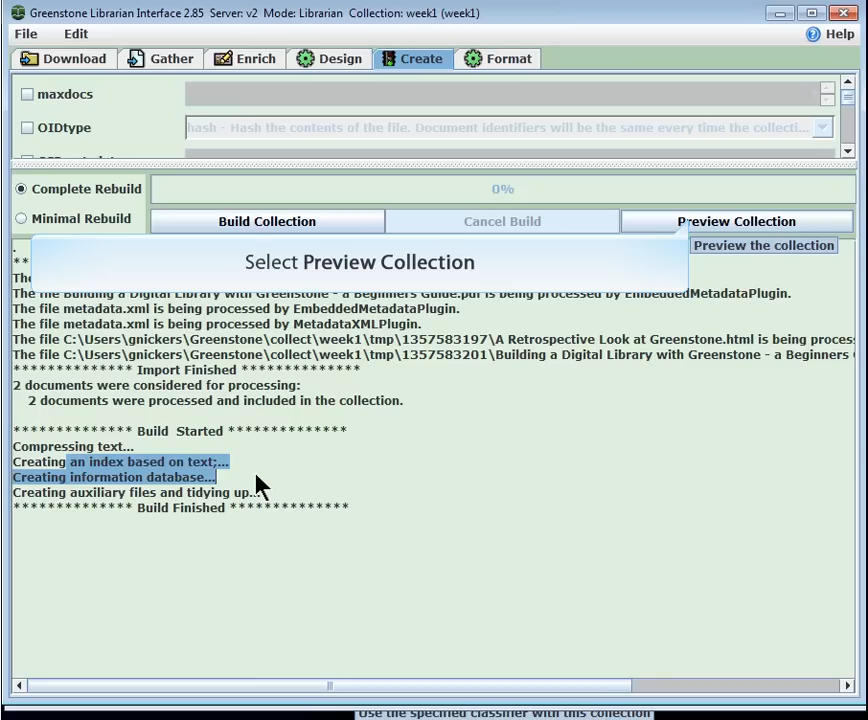 Greenstone Librarian Interface 2.85 Server: v2 Mode: Librarian Collection: week1 (week1)
File Edit Help
Download Gather Enrich Design Create Format
maxdocs
OIDtype hash - Hash the contents of the file. Document identifiers will be the same every time the collecti...
Complete Rebuild 0%
Minimal Rebuild Build Collection Cancel Build Preview Collection
.
Preview the collection
Select Preview Collection
**
The
The file Building a Digital Library with Greenstone - a Beginners Guide.pdf is being processed by EmbeddedMetadataPlugin.
The file metadata.xml is being processed by EmbeddedMetadataPlugin.
The file metadata.xml is being processed by MetadataXMLPlugin.
The file C:\Users\gnickers\Greenstone\collect\week1\tmp\1357583197\A Retrospective Look at Greenstone.html is being proces
The file C:\Users\gnickers\Greenstone\collect\week1\tmp\1357583201\Building a Digital Library with Greenstone - a Beginners
************** Import Finished **************
2 documents were considered for processing:
2 documents were processed and included in the collection.
************** Build Started **************
Compressing text...
Creating an index based on text;...
Creating information database...
Creating auxiliary files and tidying up...
************** Build Finished **************
Use the specified classifier with this collection